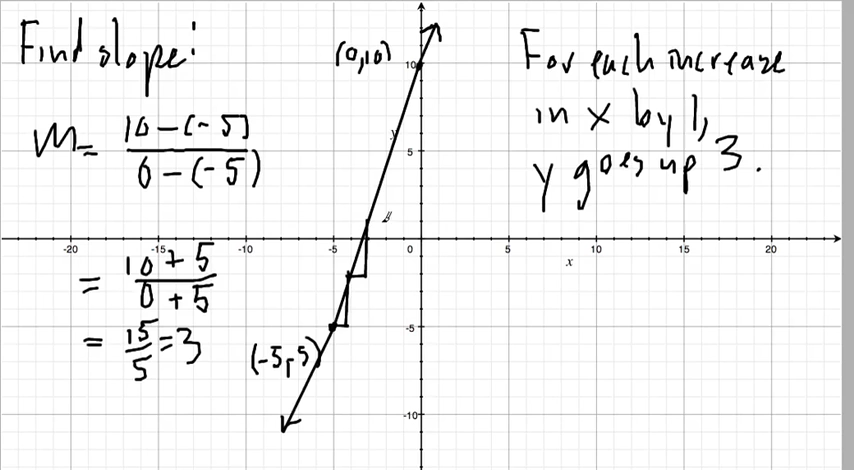 Find slope:
m = 10-(-5)
0-(-5)
= 10+5
0+5
= 15
5 = 3
(0,10)
For each increase
in x by 1,
y goes up 3.
(-5,-5)
10
5
-20 -15 -10 -5 0 5 10 15 20
x
-5
-10
y